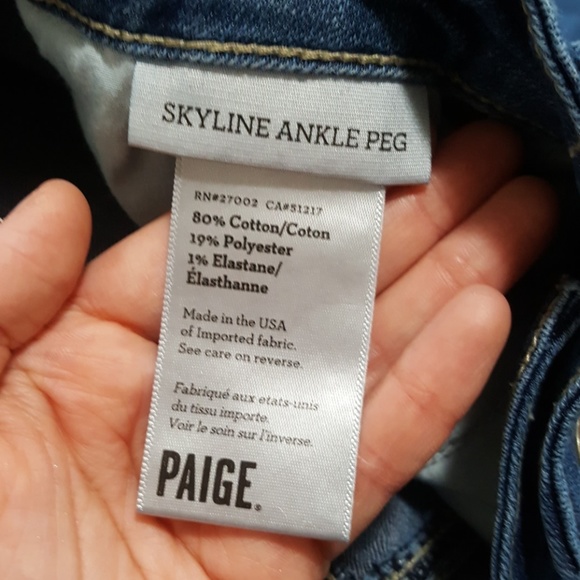 SKYLINE ANKLE PEG
RN#27002 CA#51217
80% Cotton/Coton
19% Polyester
1% Elastane/
Élasthanne
Made in the USA
of Imported fabric.
See care on reverse.
Fabriqué aux etats-unis
du tissu importe.
Voir le soin sur l'inverse.
PAIGE.